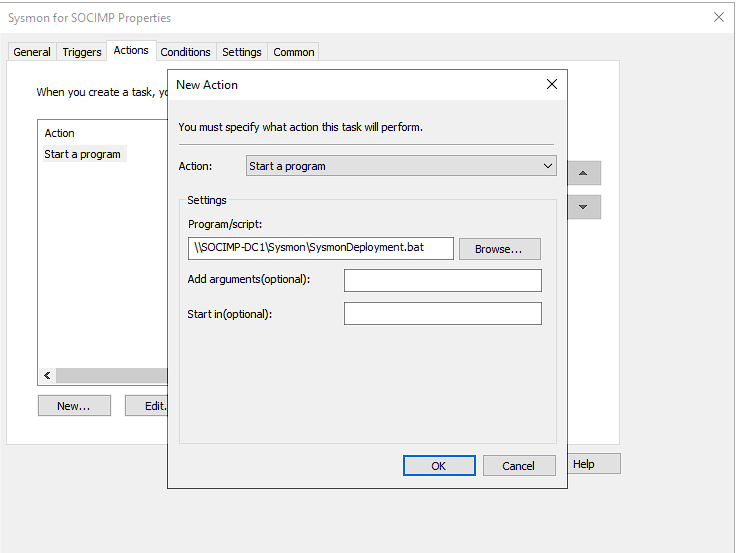 Sysmon for SOCIMP Properties
General Triggers Actions Conditions Settings Common
When you create a task, yo
Action
Start a program
New...
Edit.
New Action
You must specify what action this task will perform.
Action: Start a program
Settings
Program/script:
\\SOCIMP-DC1\Sysmon\SysmonDeployment.bat Browse...
Add arguments(optional):
Start in(optional):
OK Cancel
Help